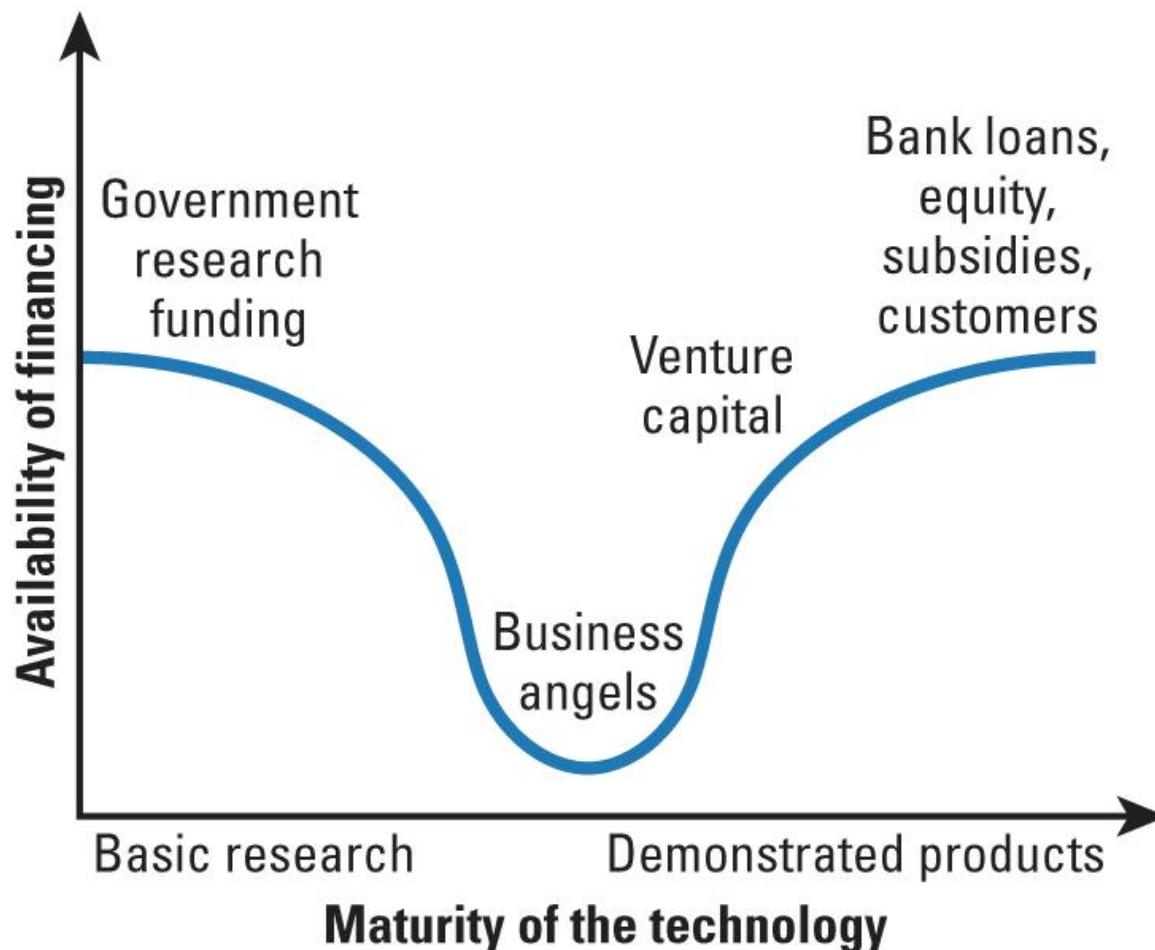 Availability of financing
Government
research
funding
Bank loans,
equity,
subsidies,
customers
Venture
capital
Business
angels
Basic research
Demonstrated products
Maturity of the technology